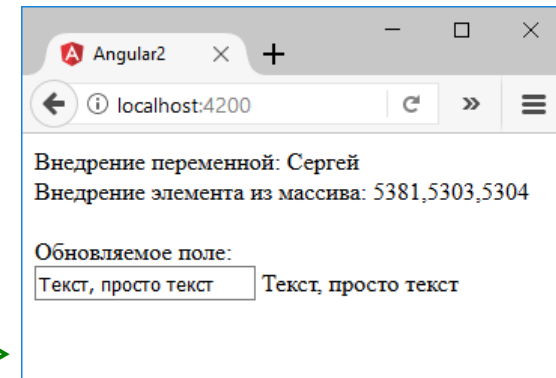 Angular2
localhost:4200
Внедрение переменной: Сергей
Внедрение элемента из массива: 5381,5303,5304
Обновляемое поле:
Текст, просто текст Текст, просто текст